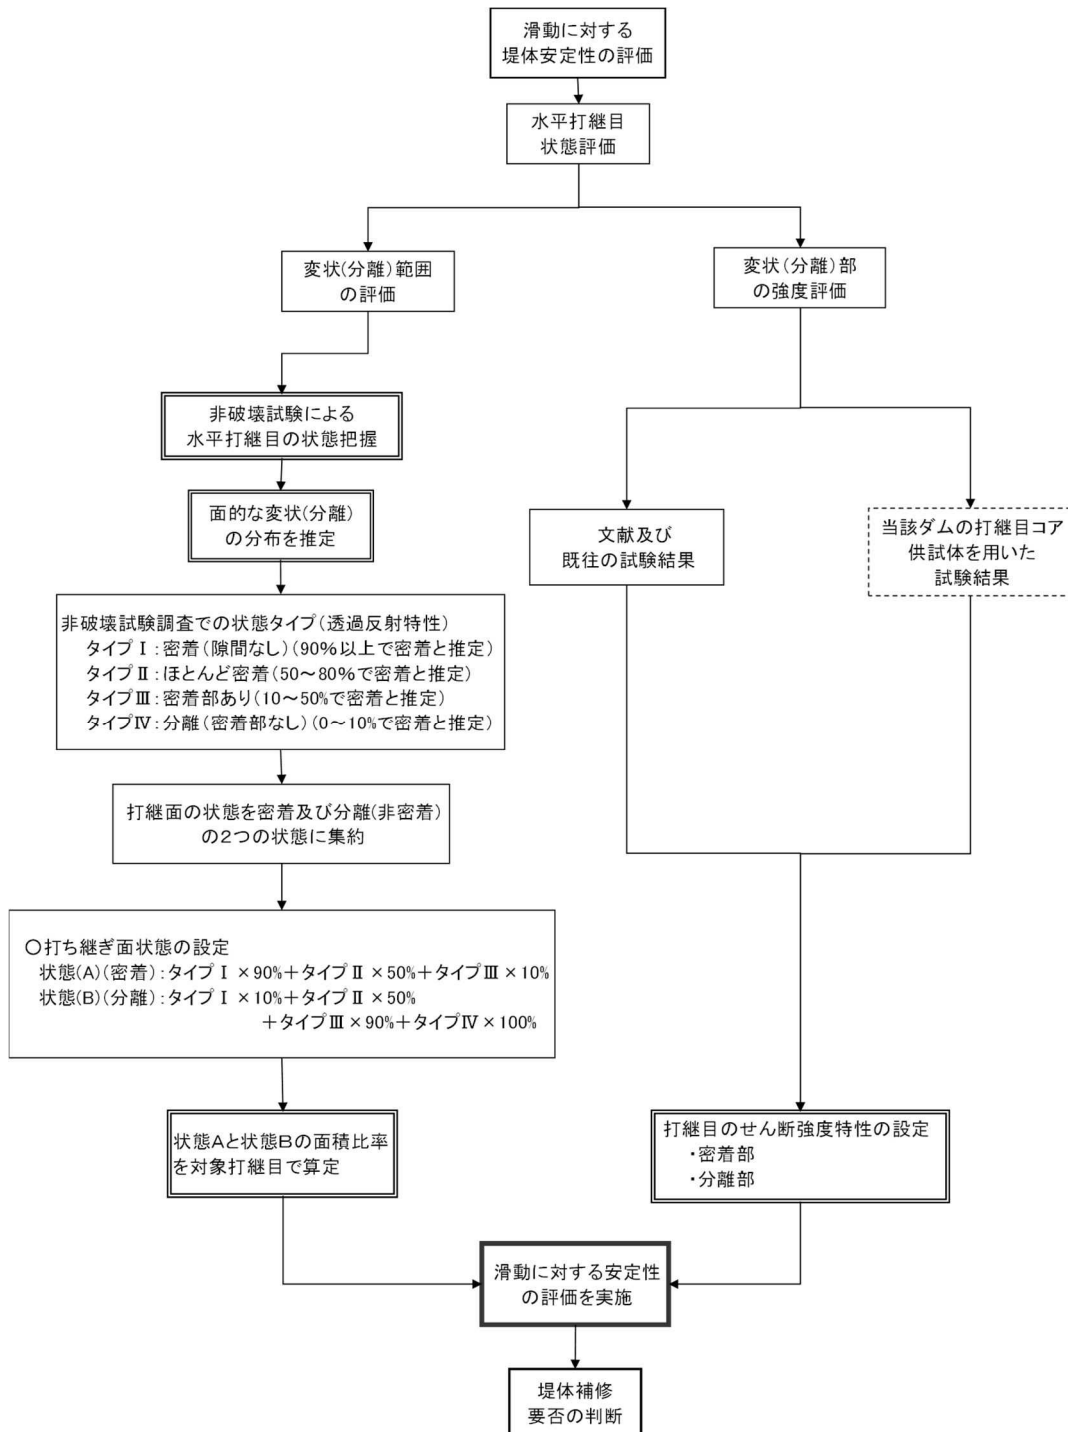 滑動に対する
堤体安定性の評価
水平打継目
状態評価
変状(分離)範囲
の評価
変状(分離)部
の強度評価
非破壊試験による
水平打継目の状態把握
面的な変状(分離)
の分布を推定
文献及び
既往の試験結果
当該ダムの打継目コア
供試体を用いた
試験結果
非破壊試験調査での状態タイプ(透過反射特性)
タイプⅠ:密着(隙間なし)(90%以上で密着と推定)
タイプⅡ:ほとんど密着(50~80%で密着と推定)
タイプⅢ:密着部あり(10~50%で密着と推定)
タイプⅣ:分離(密着部なし)(0~10%で密着と推定)
打継面の状態を密着及び分離(非密着)
の2つの状態に集約
○打ち継ぎ面状態の設定
状態(A)(密着):タイプⅠ×90%+タイプⅡ×50%+タイプⅢ×10%
状態(B)(分離):タイプⅠ×10%+タイプⅡ×50%
+タイプⅢ×90%+タイプⅣ×100%
状態Aと状態Bの面積比率
を対象打継目で算定
打継目のせん断強度特性の設定
・密着部
・分離部
滑動に対する安定性
の評価を実施
堤体補修
要否の判断